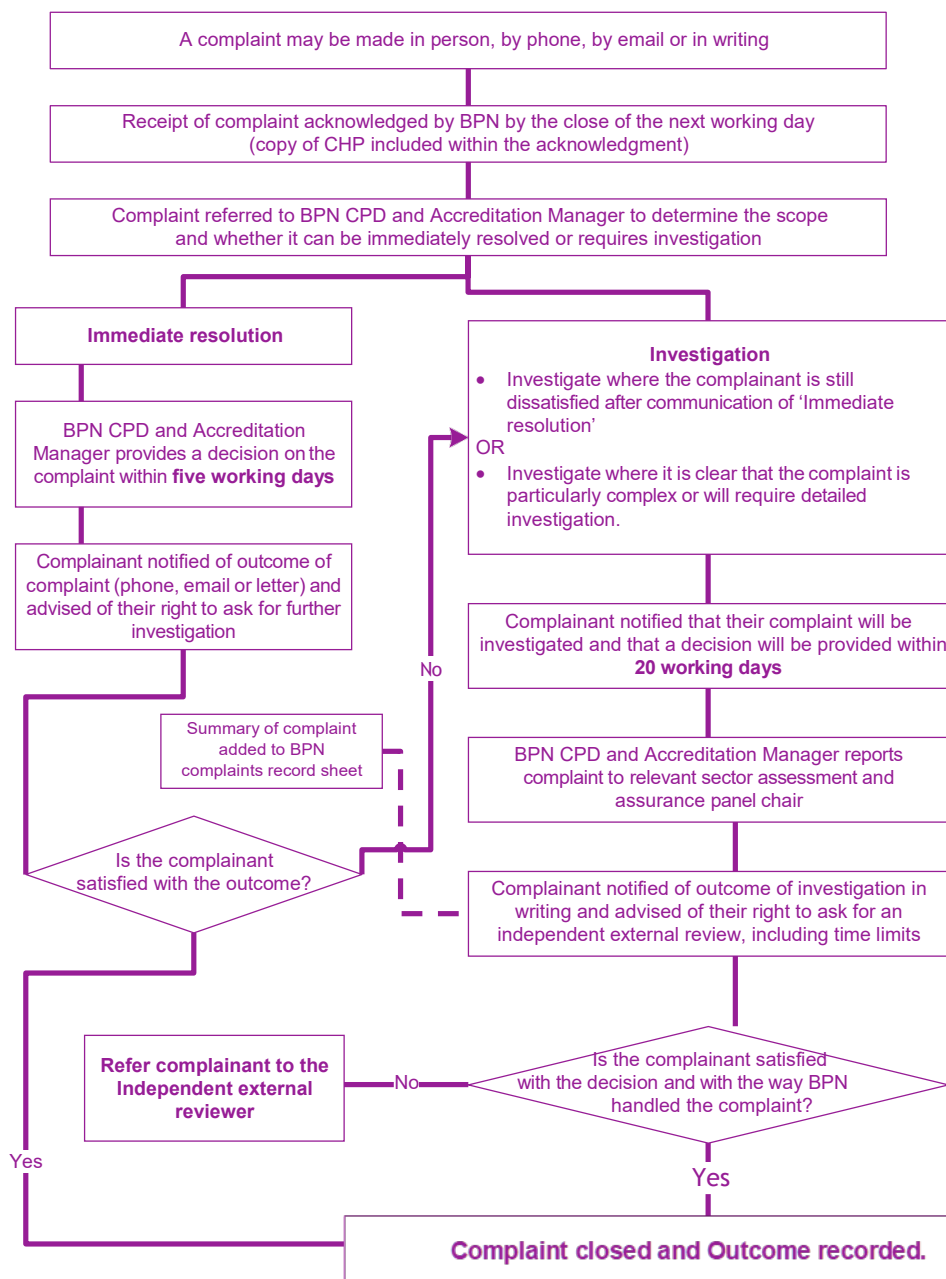 A complaint may be made in person, by phone, by email or in writing
Receipt of complaint acknowledged by BPN by the close of the next working day
(copy of CHP included within the acknowledgment)
Complaint referred to BPN CPD and Accreditation Manager to determine the scope
and whether it can be immediately resolved or requires investigation
Immediate resolution
BPN CPD and Accreditation
Manager provides a decision on the
complaint within five working days
Complainant notified of outcome of
complaint (phone, email or letter) and
advised of their right to ask for further
investigation
Investigation
• Investigate where the complainant is still
dissatisfied after communication of ‘Immediate
resolution’
OR
• Investigate where it is clear that the complaint is
particularly complex or will require detailed
investigation.
Complainant notified that their complaint will be
investigated and that a decision will be provided within
20 working days
No
Summary of complaint
added to BPN
complaints record sheet
BPN CPD and Accreditation Manager reports
complaint to relevant sector assessment and
assurance panel chair
Is the complainant
satisfied with the outcome?
Complainant notified of outcome of investigation in
writing and advised of their right to ask for an
independent external review, including time limits
Refer complainant to the
Independent external
reviewer
No
Is the complainant satisfied
with the decision and with the way BPN
handled the complaint?
Yes
Yes
Complaint closed and Outcome recorded.